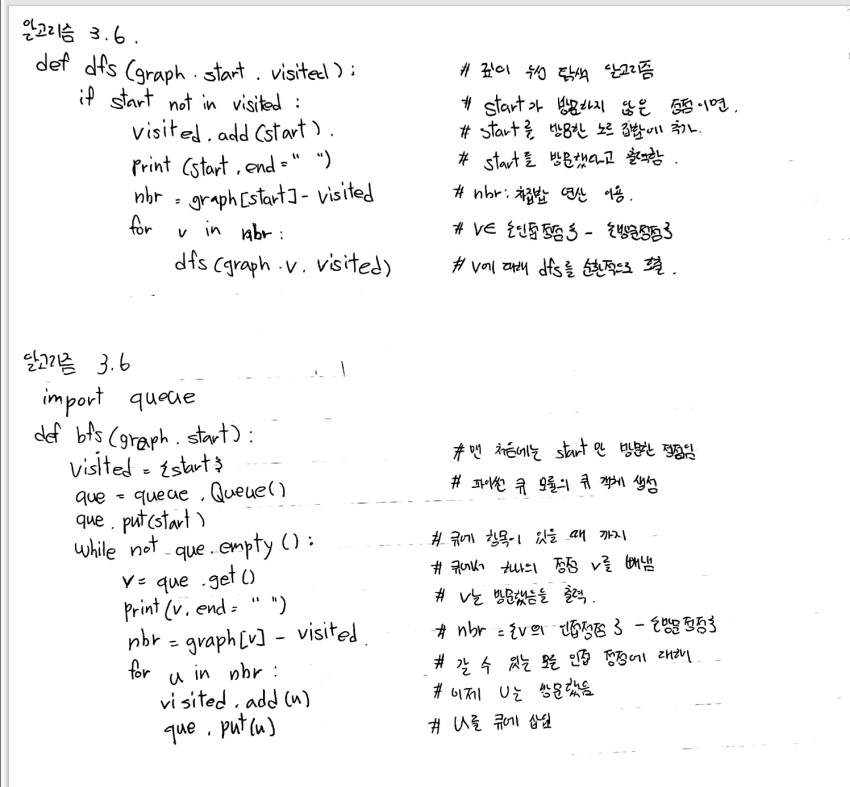 알고리즘 3.6.
def dfs (graph. start. visited): # 깊이 우선 탐색 알고리즘
if start not in visited : # start가 방문하지 않은 정점이면.
visited. add (start). # start를 방문한 노드 집합에 추가.
print (start, end=" ") # start를 방문했다고 출력함.
nbr = graph[start] - visited # nbr: 차집합 연산 이용.
for v in nbr: # v∈ {인접정점} - {방문정점}
dfs (graph. v. visited) # v에 대해 dfs를 순환적으로 호출.
알고리즘 3.6
import queue
def bfs (graph. start):
visited = {start} # 맨 처음에는 start만 방문한 정점임
que = queue. Queue() # 파이썬 큐 모듈의 큐 객체 생성
que. put(start)
while not que. empty (): # 큐에 항목이 있을 때 까지
v = que .get () # 큐에서 하나의 정점 v를 빼냄
print(v, end= " ") # v는 방문했음을 출력.
nbr = graph[v] - visited. # nbr = {v의 인접정점} - {방문정점}
for u in nbr : # 갈 수 있는 모든 인접 정점에 대해
visited. add (u) # 이제 u는 방문했음
que. put(u) # u를 큐에 삽입